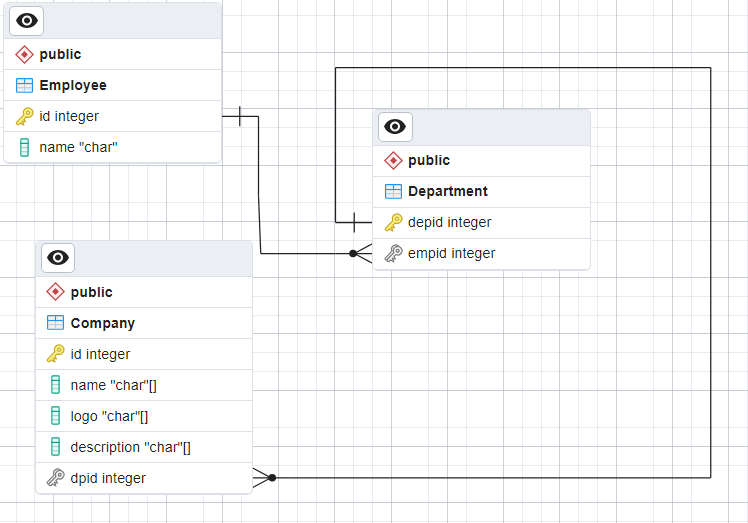 public
Employee
id integer
name "char"
public
Department
depid integer
empid integer
public
Company
id integer
name "char"[]
logo "char"[]
description "char"[]
dpid integer